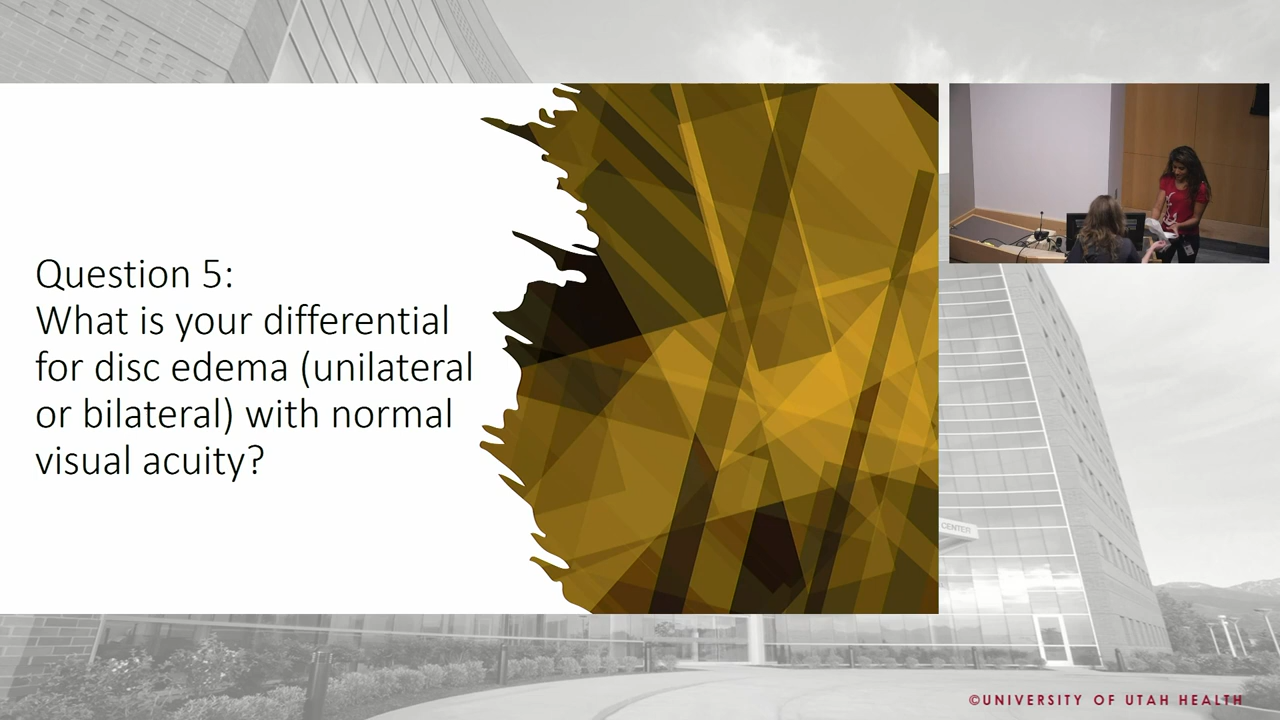 Question 5:
What is your differential
for disc edema (unilateral
or bilateral) with normal
visual acuity?
CENTER
©UNIVERSITY OF UTAH HEALTH